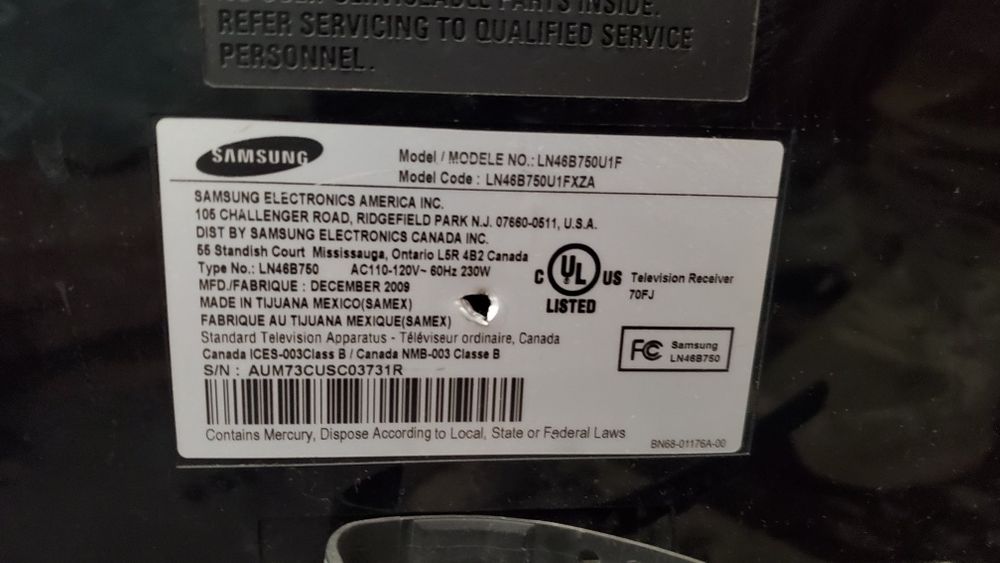 SERVICEABLE PARTS INSIDE.
REFER SERVICING TO QUALIFIED SERVICE
PERSONNEL.
SAMSUNG
Model / MODELE NO.: LN46B750U1F
Model Code : LN46B750U1FXZA
SAMSUNG ELECTRONICS AMERICA INC.
105 CHALLENGER ROAD, RIDGEFIELD PARK N.J. 07660-0511, U.S.A.
DIST BY SAMSUNG ELECTRONICS CANADA INC.
55 Standish Court Mississauga, Ontario L5R 4B2 Canada
Type No.: LN46B750 AC110-120V~ 60Hz 230W
MFD./FABRIQUE : DECEMBER 2009
MADE IN TIJUANA MEXICO(SAMEX)
FABRIQUE AU TIJUANA MEXIQUE(SAMEX)
Standard Television Apparatus - Téléviseur ordinaire, Canada
Canada ICES-003Class B / Canada NMB-003 Classe B
S/N : AUM73CUSC03731R
Contains Mercury, Dispose According to Local, State or Federal Laws
C UL US
LISTED
Television Receiver
70FJ
FC Samsung
LN46B750
BN68-01176A-00